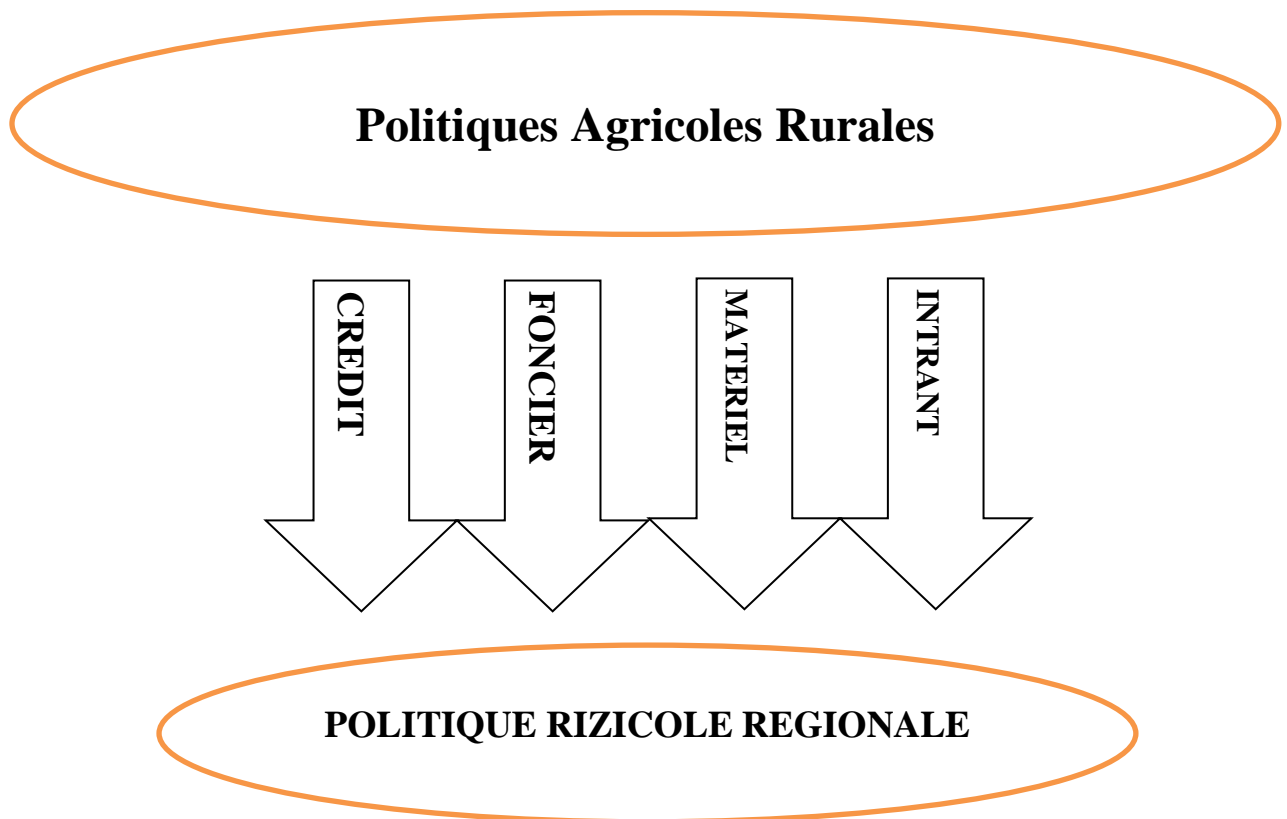 Politiques Agricoles Rurales
CREDIT
FONCIER
MATERIEL
INTRANT
POLITIQUE RIZICOLE REGIONALE